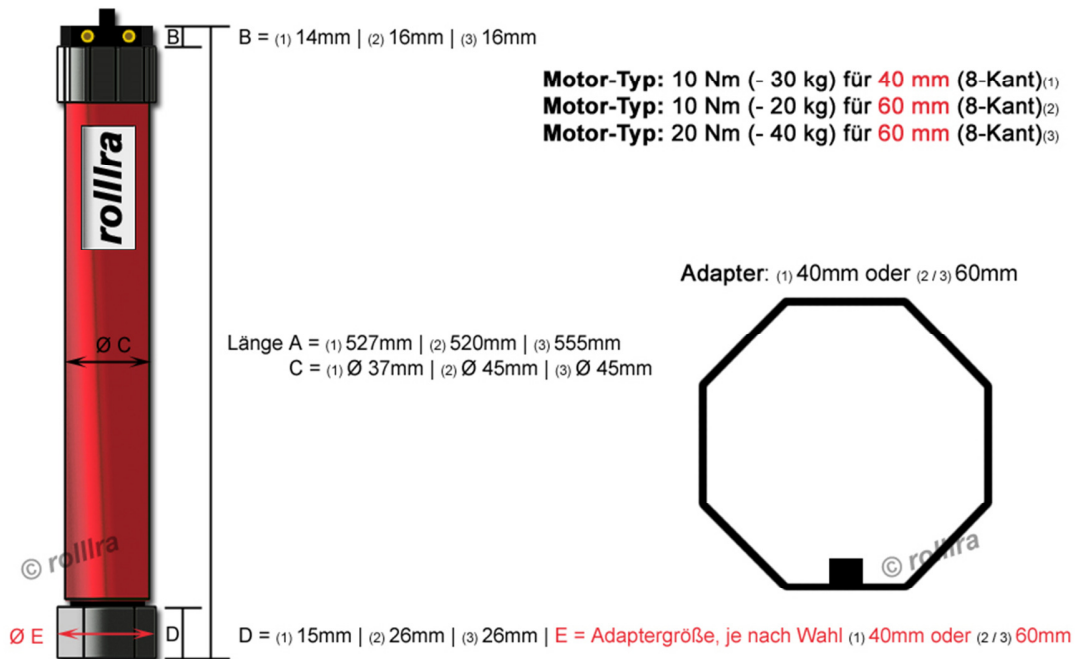 B
B = (1) 14mm | (2) 16mm | (3) 16mm
Motor-Typ: 10 Nm (- 30 kg) für 40 mm (8-Kant)(1)
Motor-Typ: 10 Nm (- 20 kg) für 60 mm (8-Kant)(2)
Motor-Typ: 20 Nm (- 40 kg) für 60 mm (8-Kant)(3)
rolllra
Adapter: (1) 40mm oder (2 / 3) 60mm
Ø C
Länge A = (1) 527mm | (2) 520mm | (3) 555mm
C = (1) Ø 37mm | (2) Ø 45mm | (3) Ø 45mm
© rolllra
© rolllra
Ø E
D
D = (1) 15mm | (2) 26mm | (3) 26mm | E = Adaptergröße, je nach Wahl (1) 40mm oder (2 / 3) 60mm